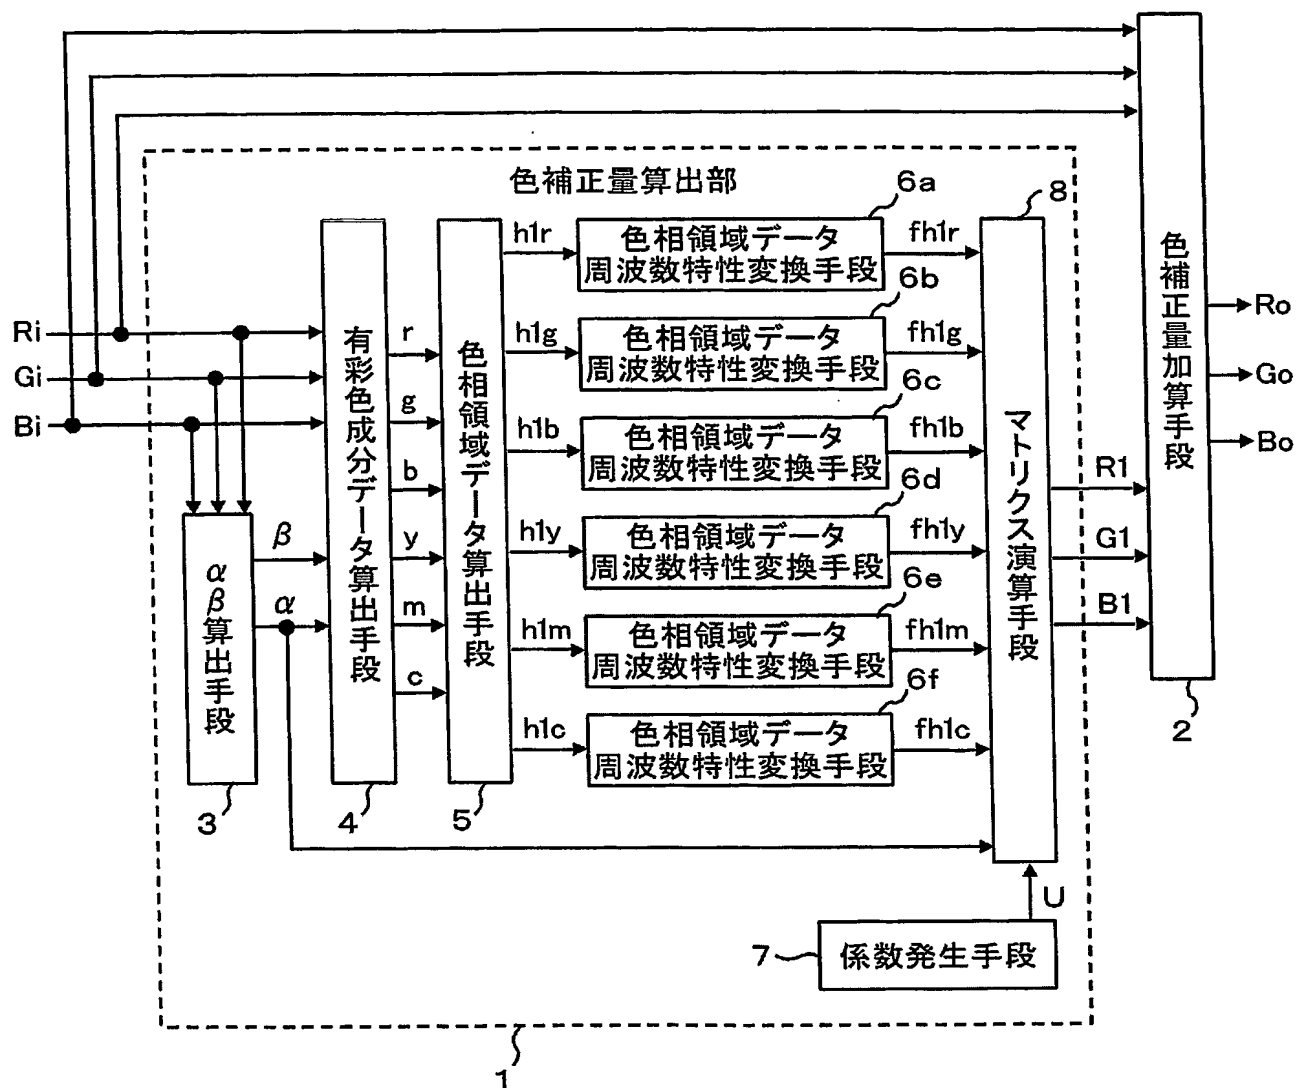 色補正量算出部
6a
8
h1r
色相領域データ
周波数特性変換手段
fh1r
6b
Ri
Gi
Bi
有彩色成分データ算出手段
r
g
b
y
m
c
色相領域データ算出手段
h1g
色相領域データ
周波数特性変換手段
fh1g
6c
h1b
色相領域データ
周波数特性変換手段
fh1b
6d
h1y
色相領域データ
周波数特性変換手段
fh1y
6e
h1m
色相領域データ
周波数特性変換手段
fh1m
6f
h1c
色相領域データ
周波数特性変換手段
fh1c
マトリクス演算手段
色補正量加算手段
Ro
Go
Bo
R1
G1
B1
2
αβ算出手段
β
α
3
4
5
U
7
係数発生手段
1